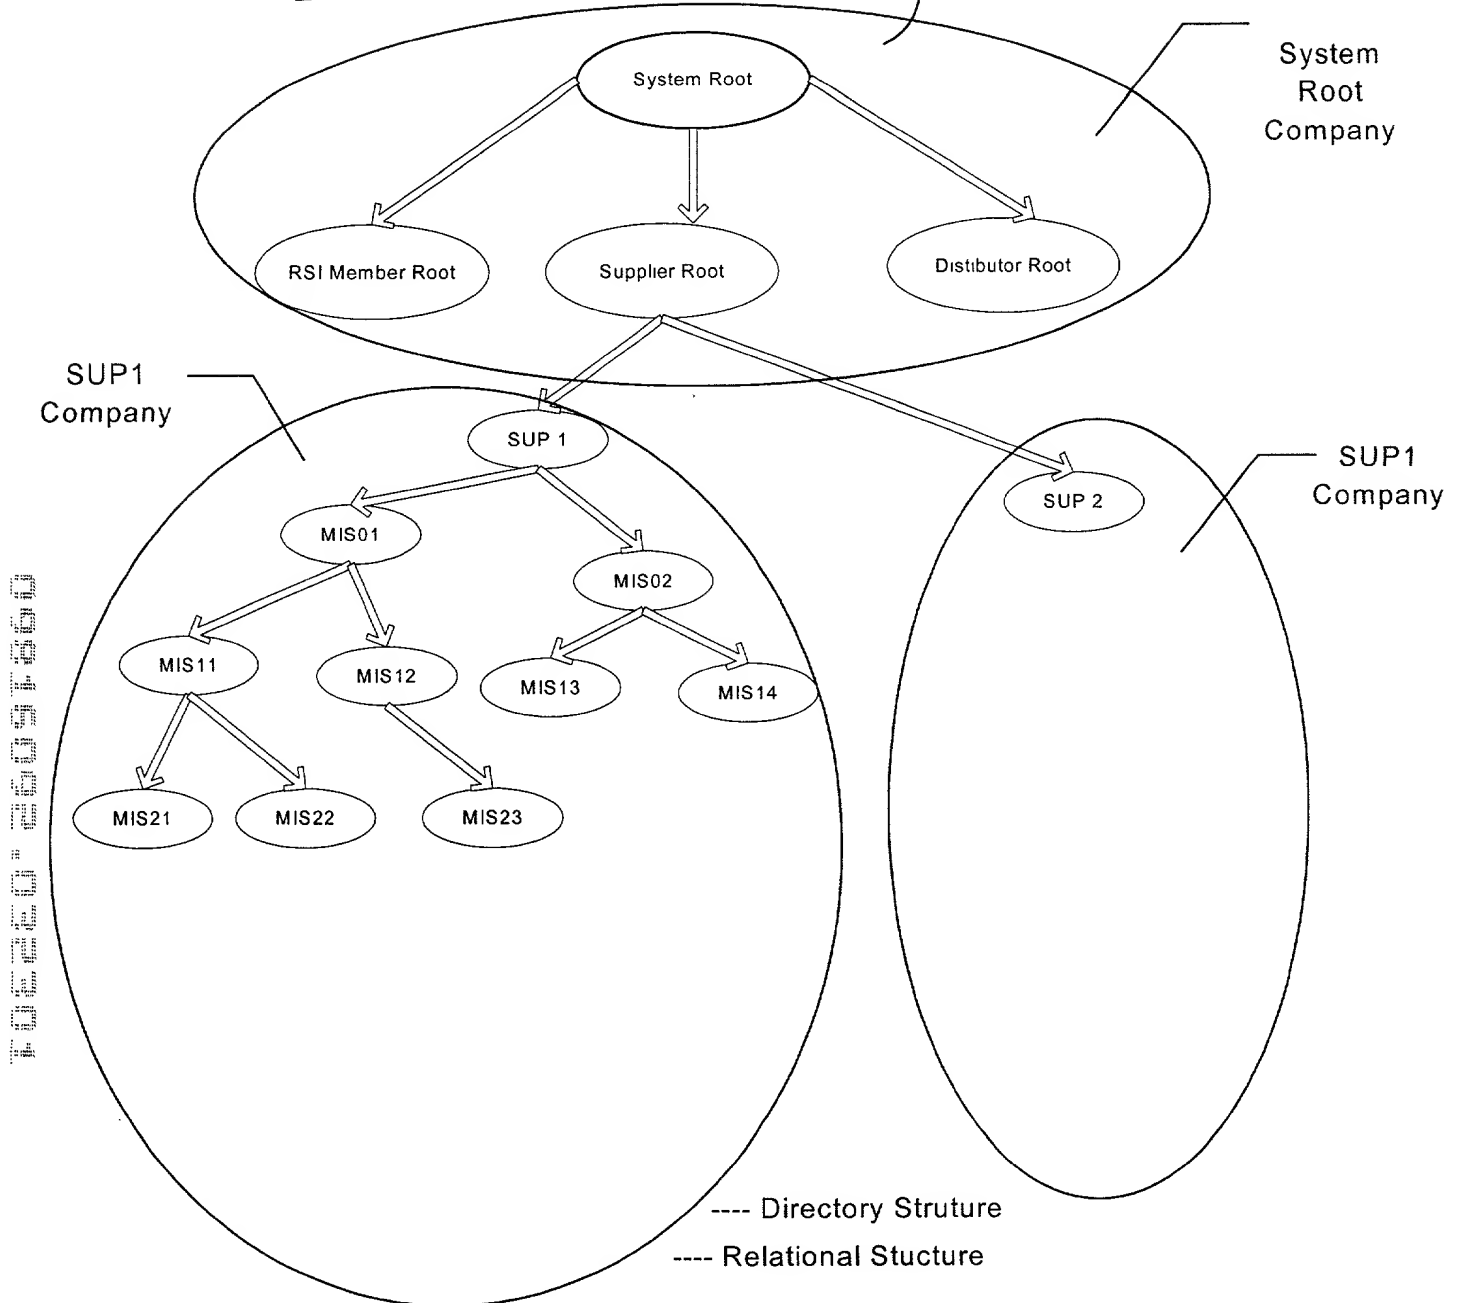 System Root
System
Root
Company
RSI Member Root
Supplier Root
Distibutor Root
SUP1
Company
SUP 1
SUP1
Company
SUP 2
MIS01
MIS02
MIS11
MIS12
MIS13
MIS14
MIS21
MIS22
MIS23
---- Directory Struture
---- Relational Stucture